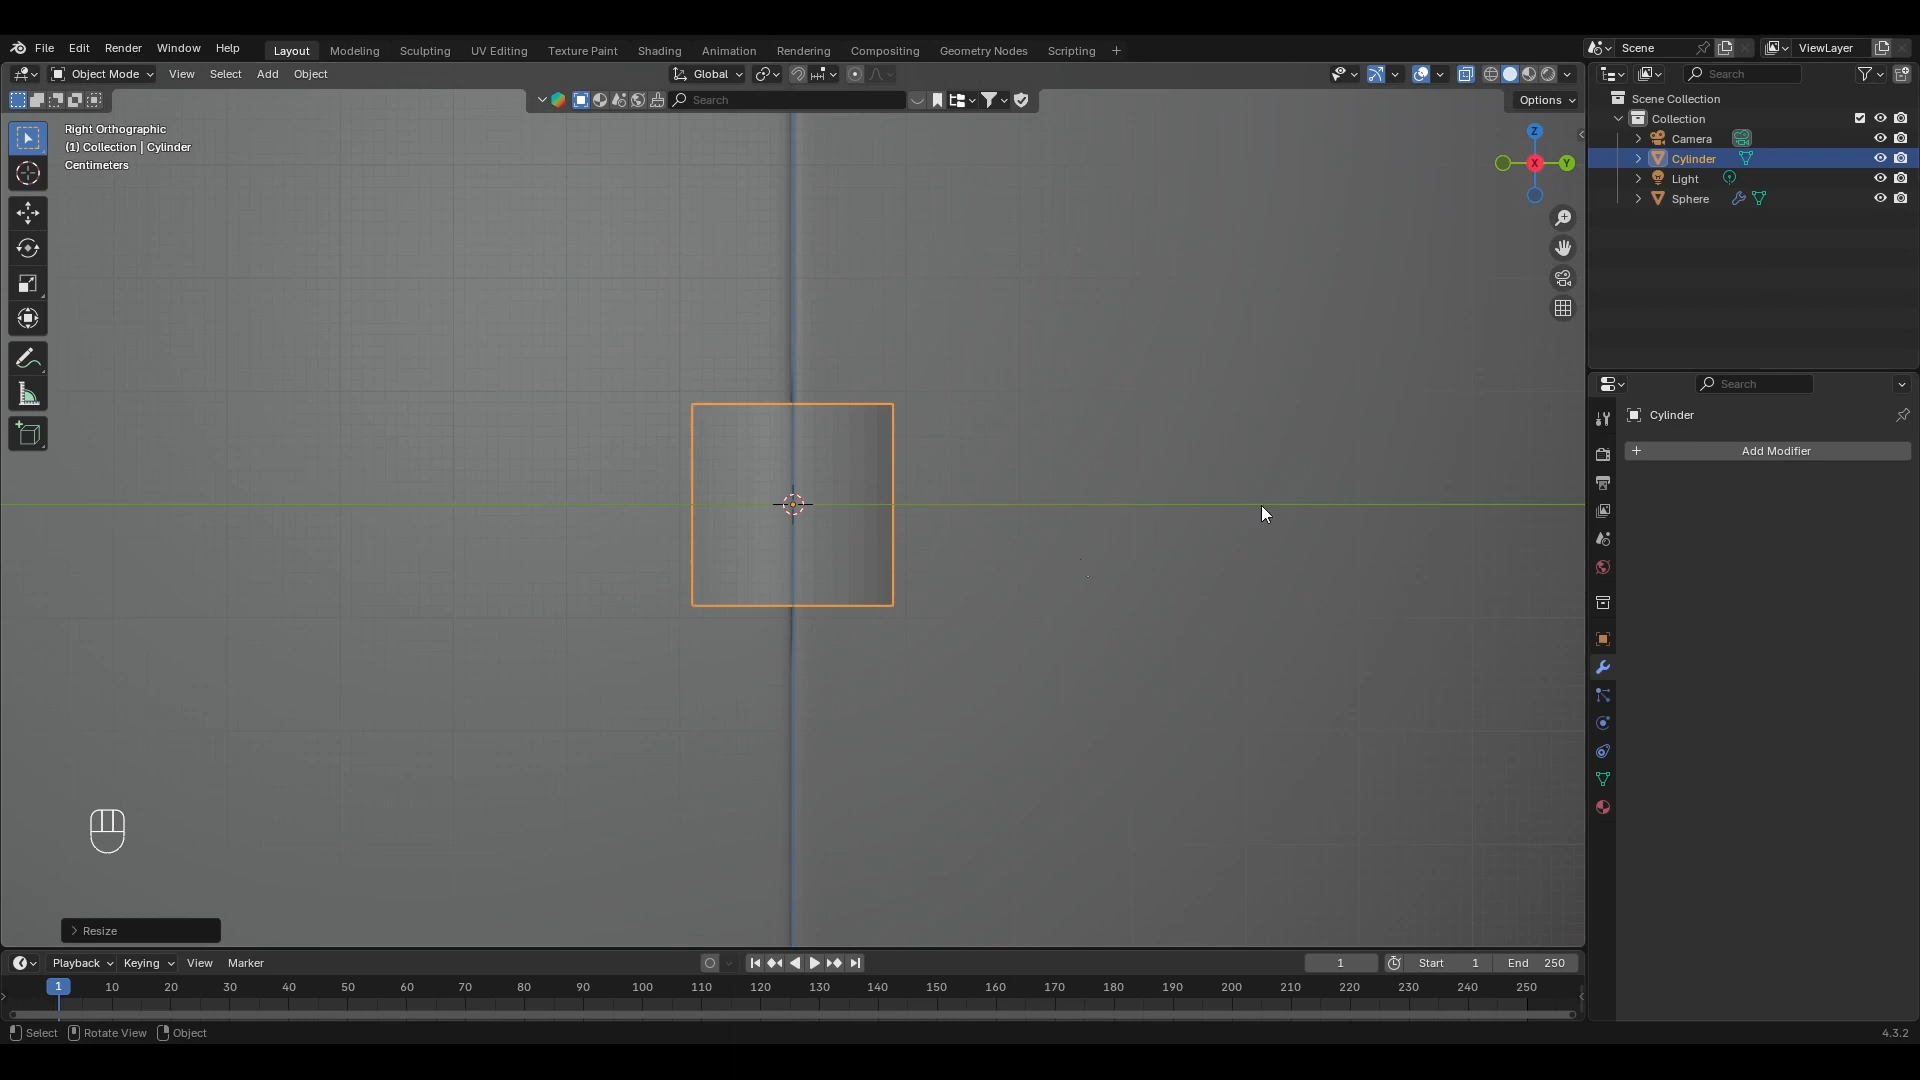 File Edit Render Window Help Layout Modeling Sculpting UV Editing Texture Paint Shading Animation Rendering Compositing Geometry Nodes Scripting + Scene ViewLayer
Object Mode View Select Add Object Global Search
Search Options
Right Orthographic
(1) Collection | Cylinder
Centimeters
Z
X
Y
Scene Collection
Collection
Camera
Cylinder
Light
Sphere
Search
Cylinder
+ Add Modifier
Resize
Playback Keying View Marker 1 Start 1 End 250
1 10 20 30 40 50 60 70 80 90 100 110 120 130 140 150 160 170 180 190 200 210 220 230 240 250
Select Rotate View Object 4.3.2